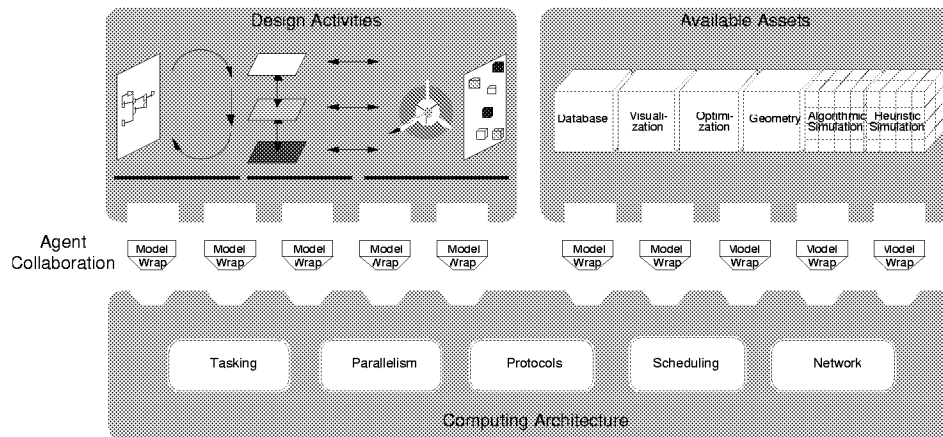 Design Activities
Available Assets
Database
Visuali-
zation
Optimi-
zation
Geometry
Algorithmic
Simulation
Heuristic
Simulation
Agent
Collaboration
Model
Wrap
Model
Wrap
Model
Wrap
Model
Wrap
Model
Wrap
Model
Wrap
Model
Wrap
Model
Wrap
Model
Wrap
Model
Wrap
Tasking
Parallelism
Protocols
Scheduling
Network
Computing Architecture